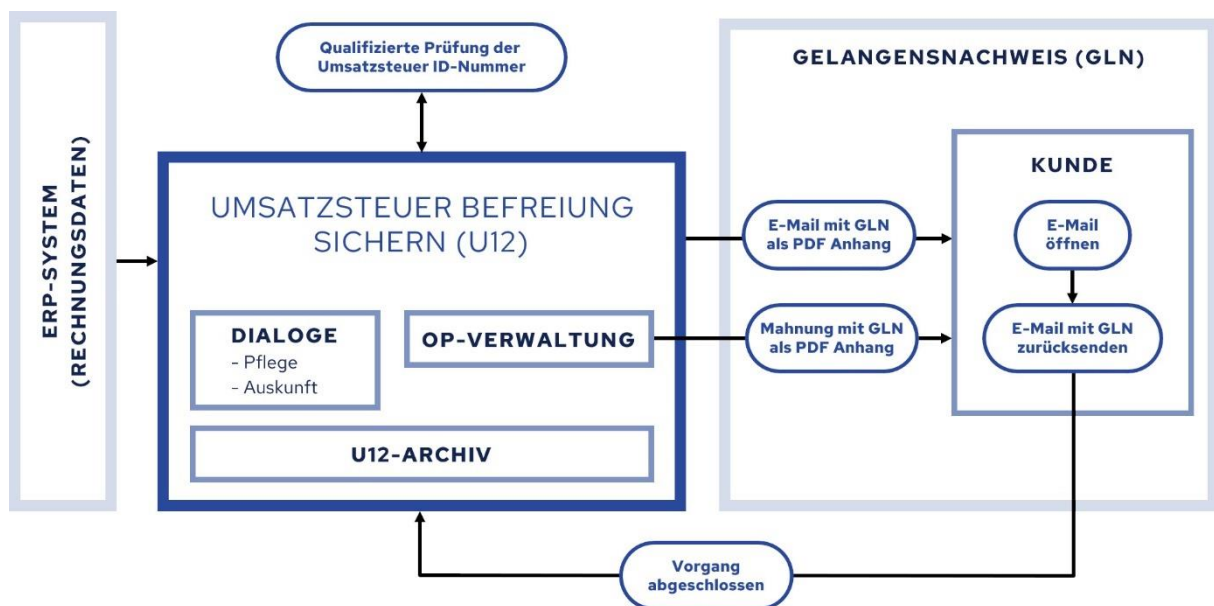 ERP-SYSTEM
(RECHNUNGSDATEN)
Qualifizierte Prüfung der
Umsatzsteuer ID-Nummer
UMSATZSTEUER BEFREIUNG
SICHERN (U12)
DIALOGE
- Pflege
- Auskunft
OP-VERWALTUNG
U12-ARCHIV
GELANGENSNACHWEIS (GLN)
E-Mail mit GLN
als PDF Anhang
Mahnung mit GLN
als PDF Anhang
KUNDE
E-Mail
öffnen
E-Mail mit GLN
zurücksenden
Vorgang
abgeschlossen